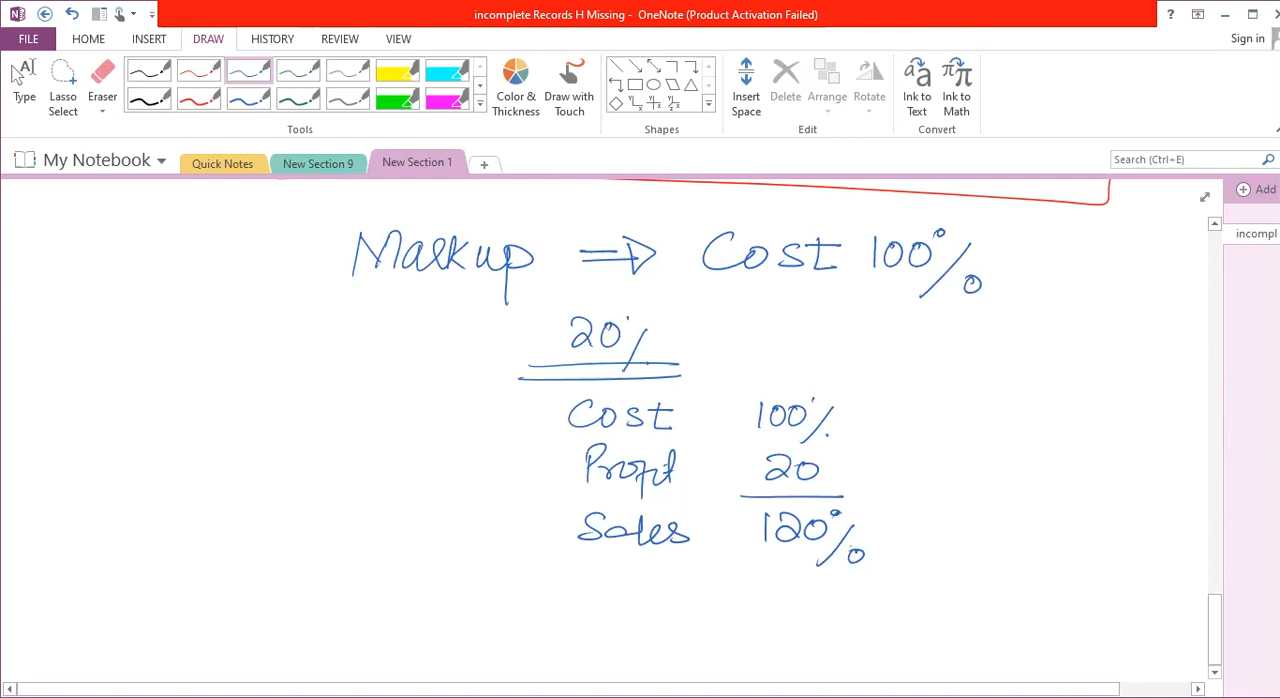 incomplete Records H Missing - OneNote (Product Activation Failed)
?
Sign in
FILE HOME INSERT DRAW HISTORY REVIEW VIEW
Type
Lasso Select
Eraser
Color & Thickness
Draw with Touch
Insert Space
Delete
Arrange
Rotate
Ink to Text
Ink to Math
Tools
Shapes
Edit
Convert
My Notebook
Quick Notes
New Section 9
New Section 1
+
Search (Ctrl+E)
Add
incompl
Markup ⇒ Cost 100%
20%
Cost 100%
Profit 20
Sales 120%